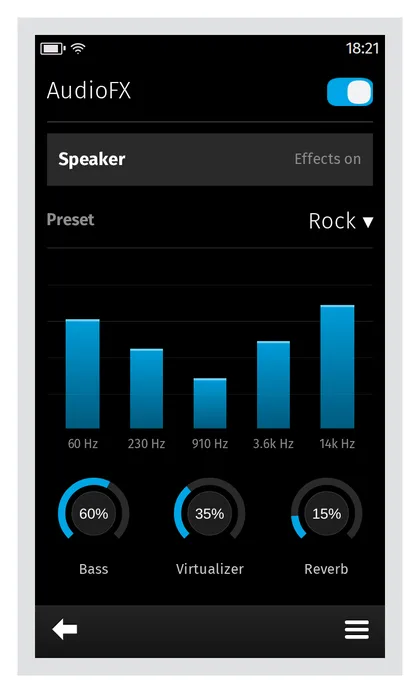 18:21
AudioFX
Speaker Effects on
Preset Rock ▾
60 Hz 230 Hz 910 Hz 3.6k Hz 14k Hz
60% 35% 15%
Bass Virtualizer Reverb